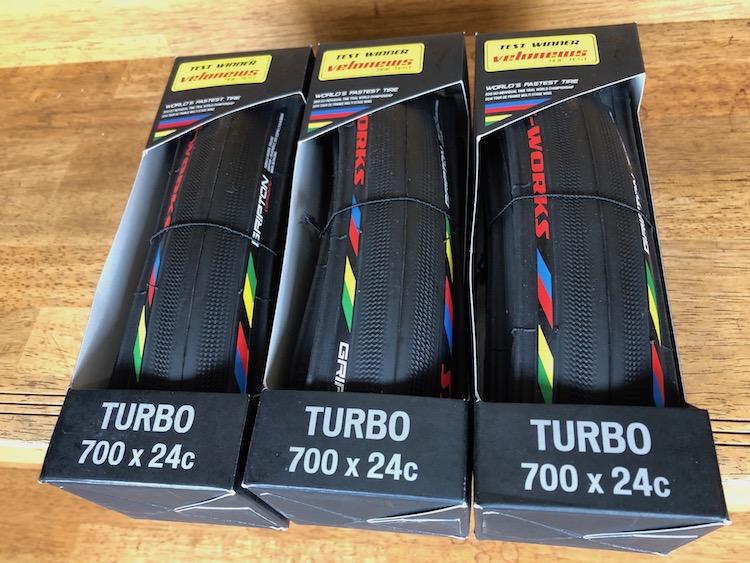 TEST WINNER
velonews
WORLD'S FASTEST TIRE
GRIPTON
TURBO
700 x 24c
TEST WINNER
velonews
WORLD'S FASTEST TIRE
WORKS
GRIP
TURBO
700 x 24c
TEST WINNER
velonews
WORLD'S FASTEST TIRE
-WORKS
TURBO
700 x 24c